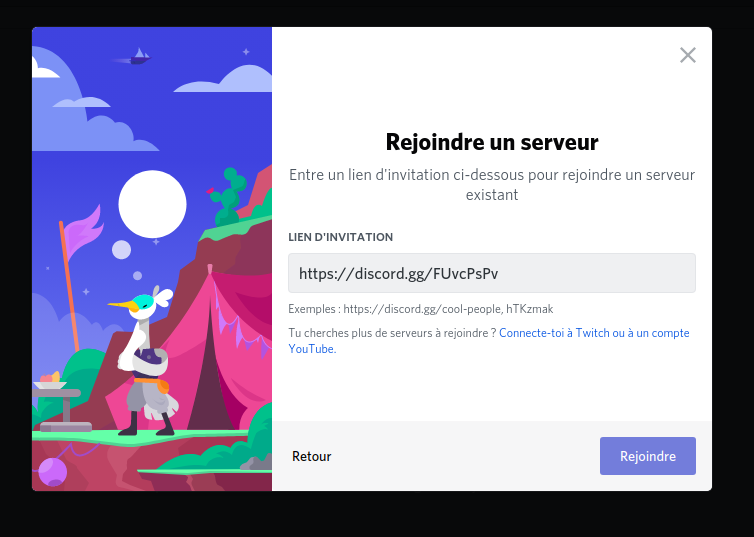 Rejoindre un serveur
Entre un lien d'invitation ci-dessous pour rejoindre un serveur
existant
LIEN D'INVITATION
https://discord.gg/FUvcPsPv
Exemples : https://discord.gg/cool-people, hTKzmak
Tu cherches plus de serveurs à rejoindre ? Connecte-toi à Twitch ou à un compte
YouTube.
Retour
Rejoindre